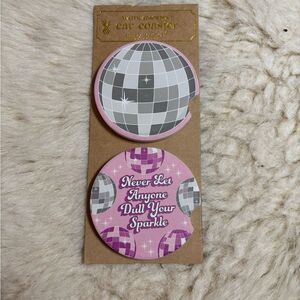 car coaster
Never Let
Anyone
Dull Your
Sparkle